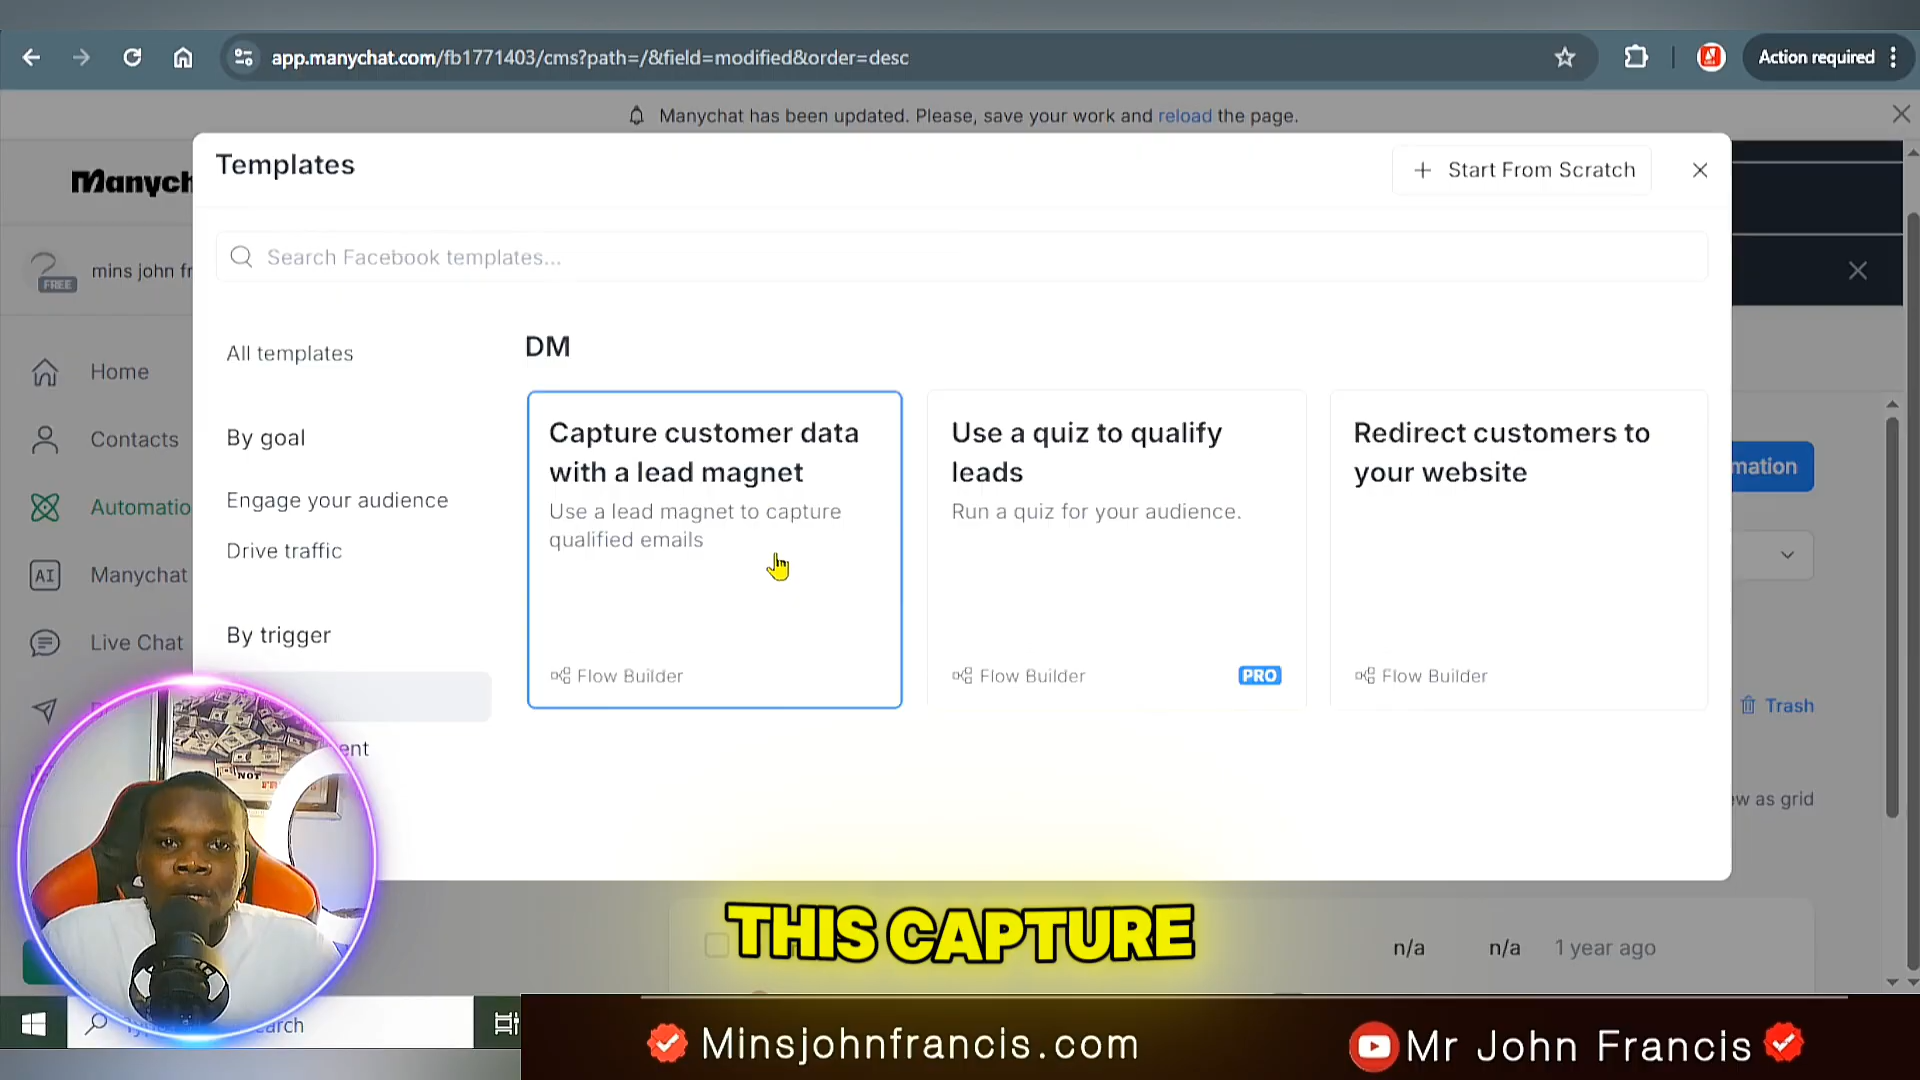 app.manychat.com/fb1771403/cms?path=/&field=modified&order=desc
Action required
Manychat has been updated. Please, save your work and reload the page.
Manych
Templates
+ Start From Scratch
mins john fr
FREE
Search Facebook templates...
Home
Contacts
Automatio
AI Manychat
Live Chat
All templates
By goal
Engage your audience
Drive traffic
By trigger
ent
DM
Capture customer data
with a lead magnet
Use a lead magnet to capture
qualified emails
Flow Builder
Use a quiz to qualify
leads
Run a quiz for your audience.
Flow Builder
PRO
Redirect customers to
your website
Flow Builder
mation
Trash
ew as grid
NOT
THIS CAPTURE
n/a n/a 1 year ago
arch
Minsjohnfrancis.com
Mr John Francis